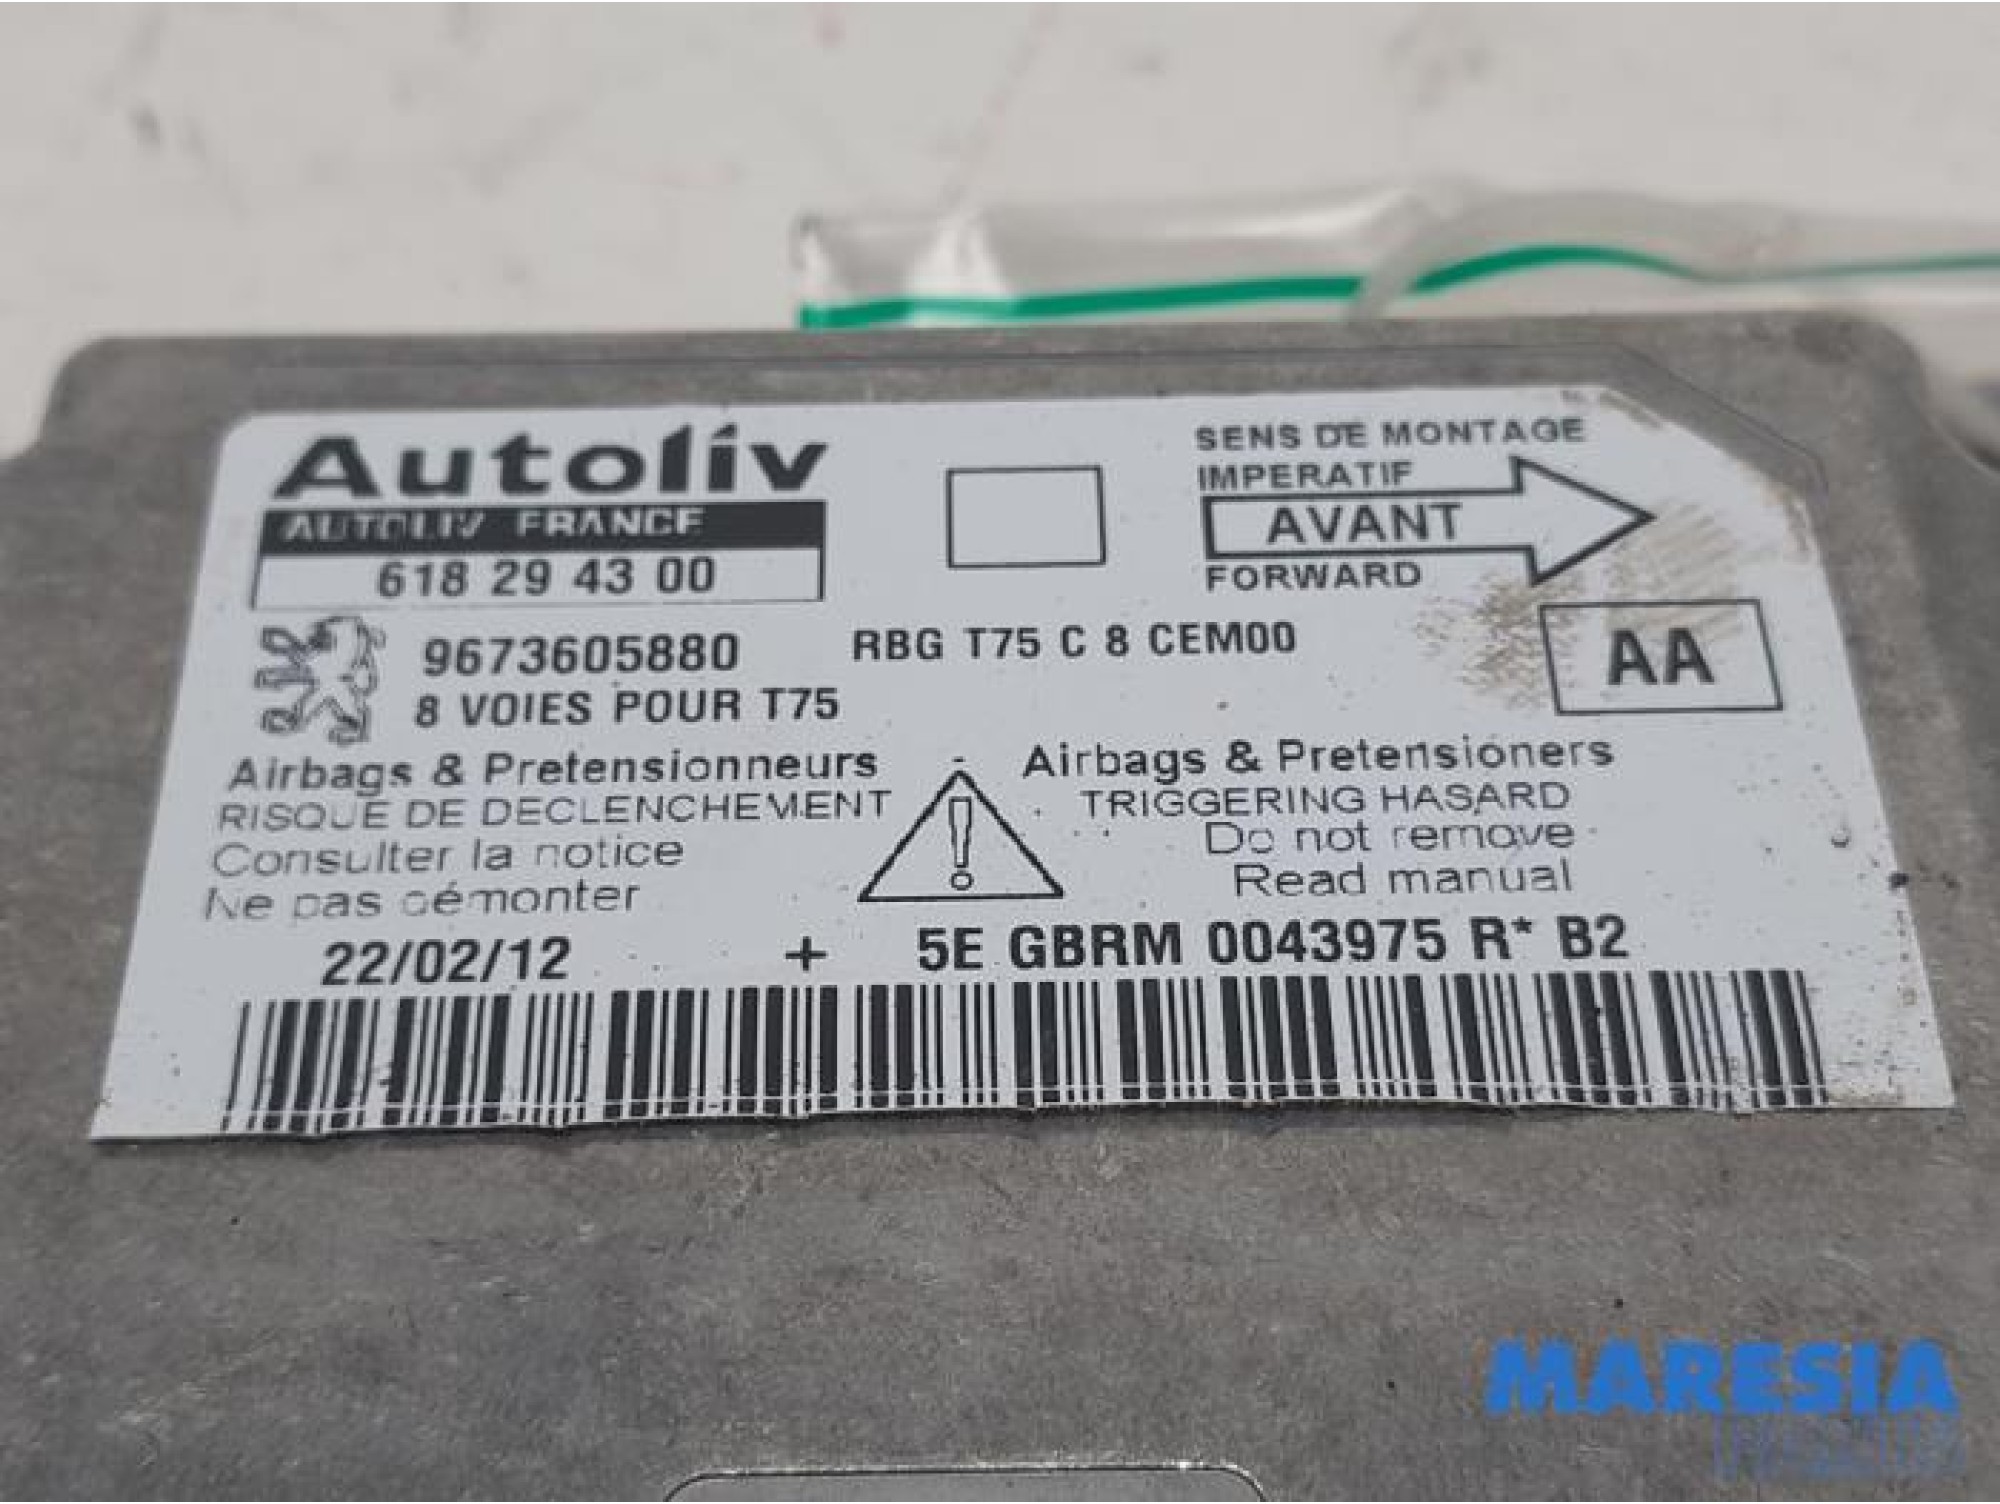 Autoliv
AUTOLIV FRANCE
618 29 43 00
SENS DE MONTAGE
IMPERATIF
AVANT
FORWARD
9673605880
RBG T75 C 8 CEM00
8 VOIES POUR T75
AA
Airbags & Pretensionneurs
RISQUE DE DECLENCHEMENT
Consulter la notice
Ne pas démonter
Airbags & Pretensioners
TRIGGERING HASARD
Do not remove
Read manual
22/02/12 + 5E GBRM 0043975 R* B2
MARESIA